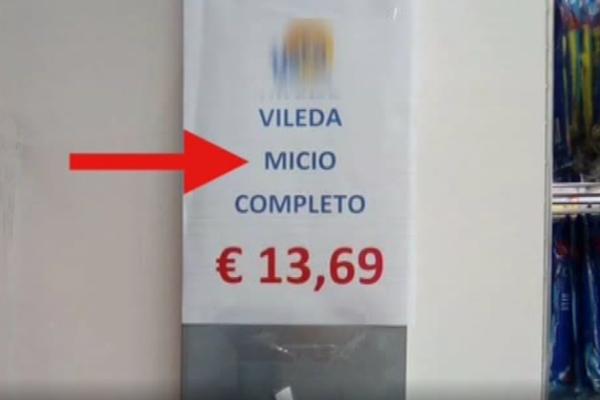 VILEDA
MICIO
COMPLETO
€ 13,69